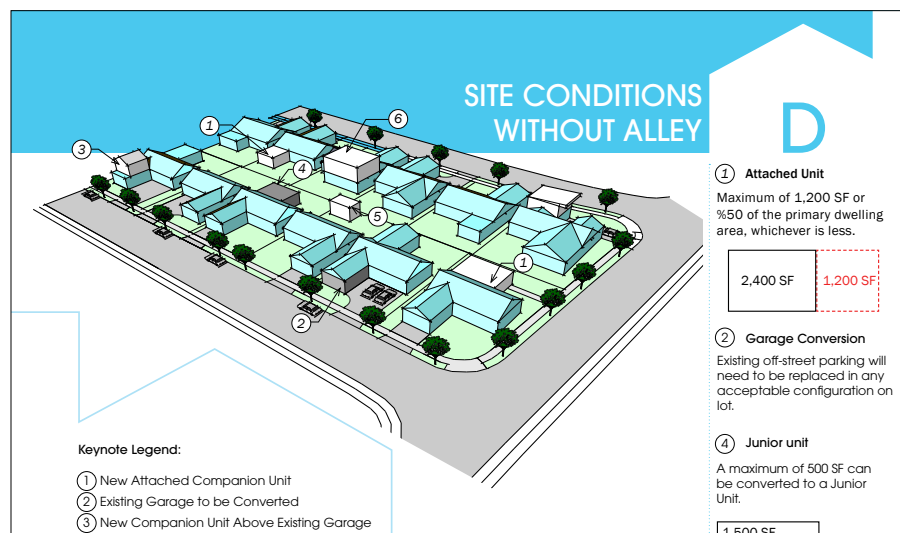 SITE CONDITIONS
WITHOUT ALLEY
D
1
6
3
4
5
1
2
1 Attached Unit
Maximum of 1,200 SF or
%50 of the primary dwelling
area, whichever is less.
2,400 SF
1,200 SF
2 Garage Conversion
Existing off-street parking will
need to be replaced in any
acceptable configuration on
lot.
4 Junior unit
A maximum of 500 SF can
be converted to a Junior
Unit.
1,500 SF
Keynote Legend:
1 New Attached Companion Unit
2 Existing Garage to be Converted
3 New Companion Unit Above Existing Garage